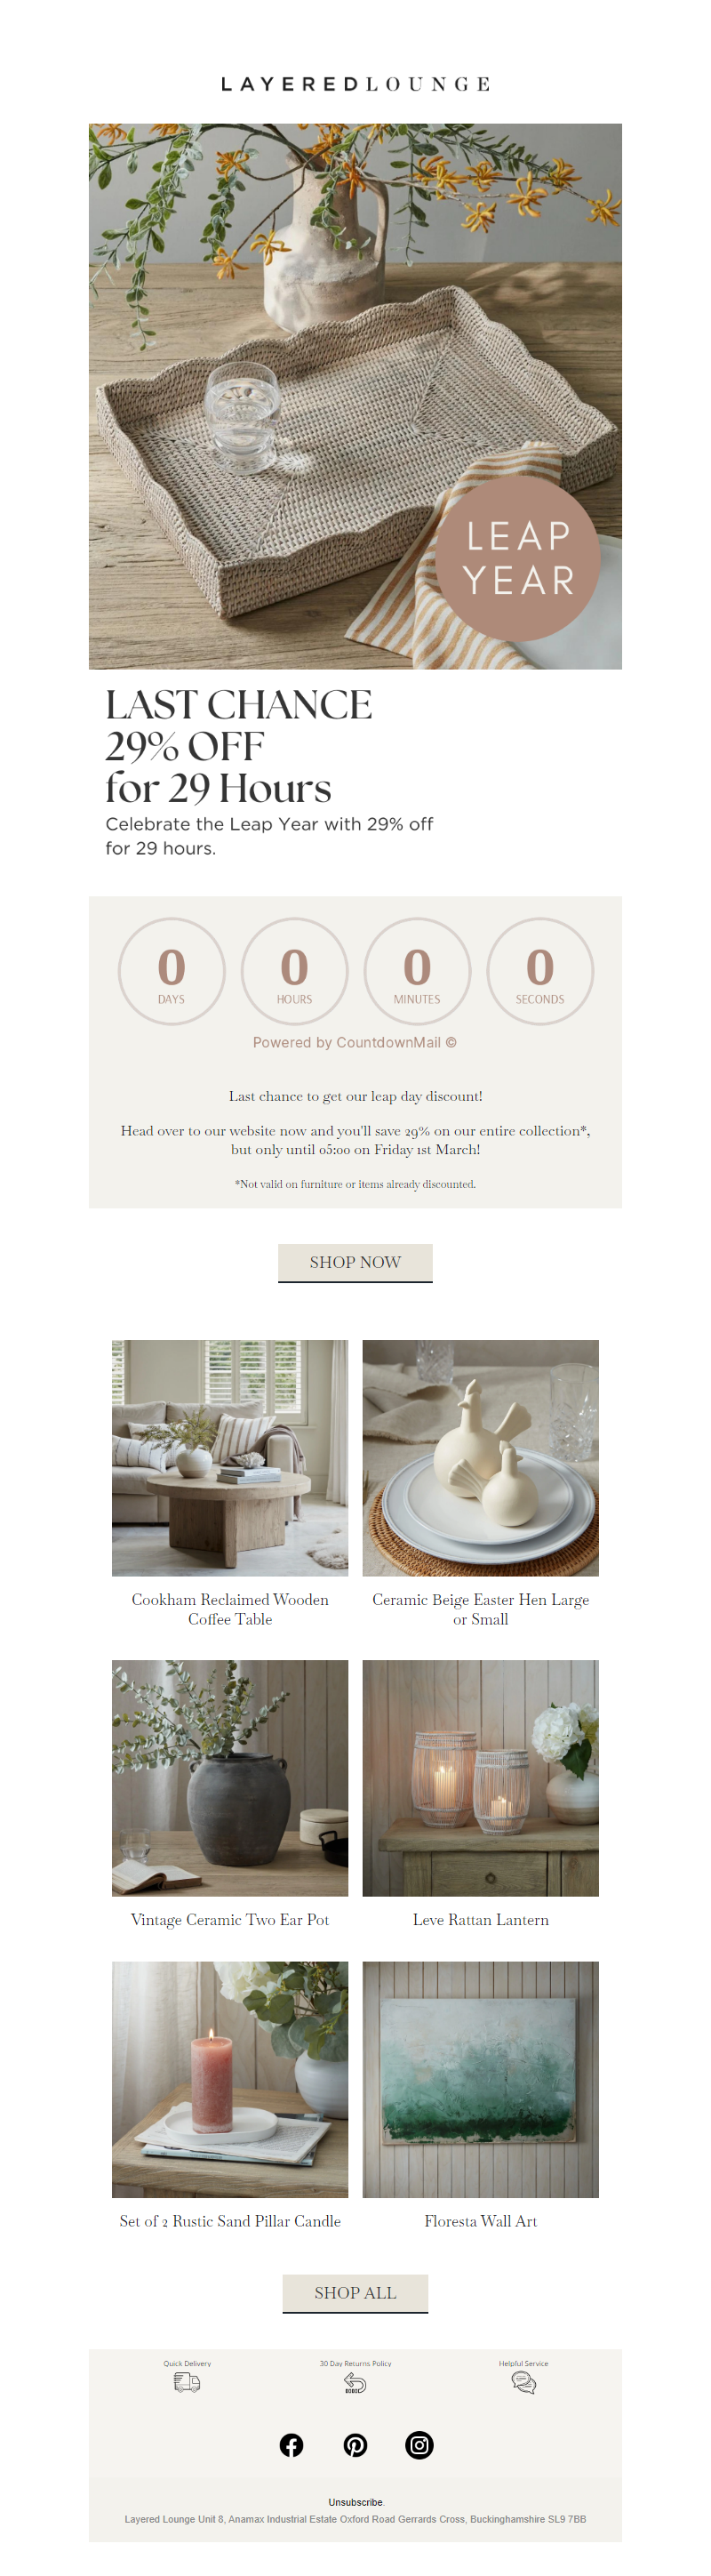 LAYEREDLOUNGE
LEAP
YEAR
LAST CHANCE
29% OFF
for 29 Hours
Celebrate the Leap Year with 29% off
for 29 hours.
0 0 0 0
DAYS HOURS MINUTES SECONDS
Powered by CountdownMail ©
Last chance to get our leap day discount!
Head over to our website now and you'll save 29% on our entire collection*,
but only until 05:00 on Friday 1st March!
*Not valid on furniture or items already discounted.
SHOP NOW
Cookham Reclaimed Wooden
Coffee Table
Ceramic Beige Easter Hen Large
or Small
Vintage Ceramic Two Ear Pot
Leve Rattan Lantern
Set of 2 Rustic Sand Pillar Candle
Floresta Wall Art
SHOP ALL
Quick Delivery
30 Day Returns Policy
Helpful Service
Unsubscribe.
Layered Lounge Unit 8, Anamax Industrial Estate Oxford Road Gerrards Cross, Buckinghamshire SL9 7BB